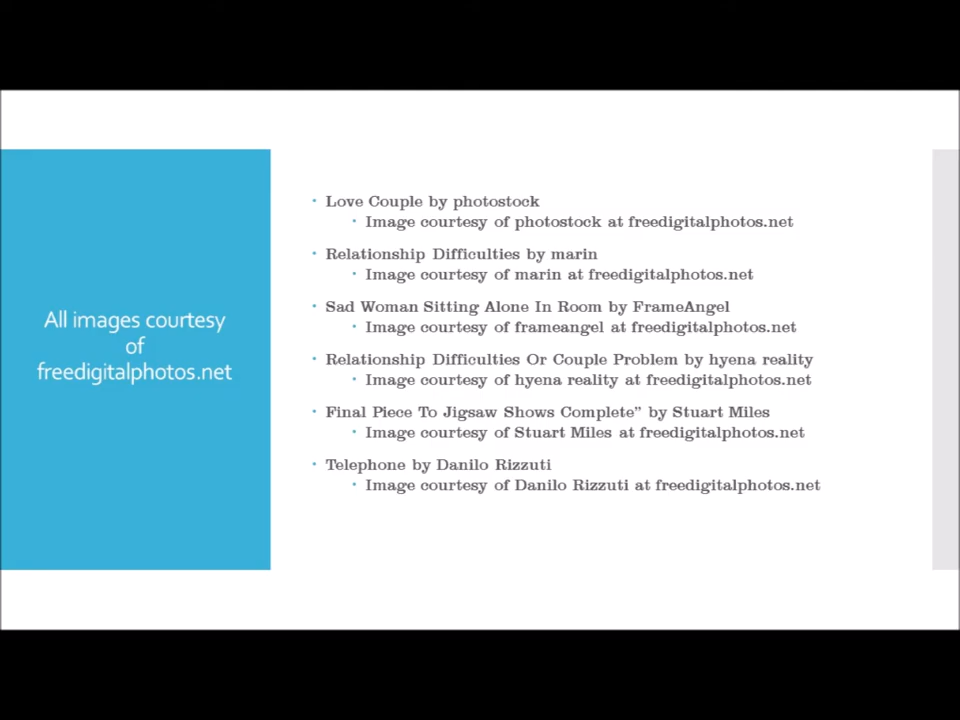 All images courtesy
of
freedigitalphotos.net
Love Couple by photostock
Image courtesy of photostock at freedigitalphotos.net
Relationship Difficulties by marin
Image courtesy of marin at freedigitalphotos.net
Sad Woman Sitting Alone In Room by FrameAngel
Image courtesy of frameangel at freedigitalphotos.net
Relationship Difficulties Or Couple Problem by hyena reality
Image courtesy of hyena reality at freedigitalphotos.net
Final Piece To Jigsaw Shows Complete” by Stuart Miles
Image courtesy of Stuart Miles at freedigitalphotos.net
Telephone by Danilo Rizzuti
Image courtesy of Danilo Rizzuti at freedigitalphotos.net